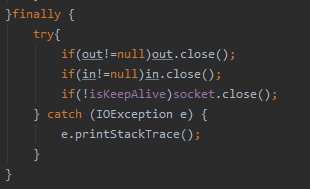 }finally {
try{
if(out!=null)out.close();
if(in!=null)in.close();
if(!isKeepAlive)socket.close();
} catch (IOException e) {
e.printStackTrace();
}
}